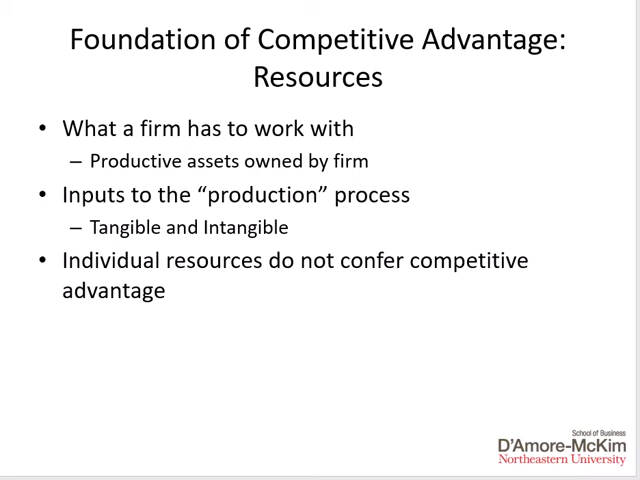 Foundation of Competitive Advantage:
Resources
• What a firm has to work with
– Productive assets owned by firm
• Inputs to the “production” process
– Tangible and Intangible
• Individual resources do not confer competitive
advantage
School of Business
D'Amore-McKim
Northeastern University